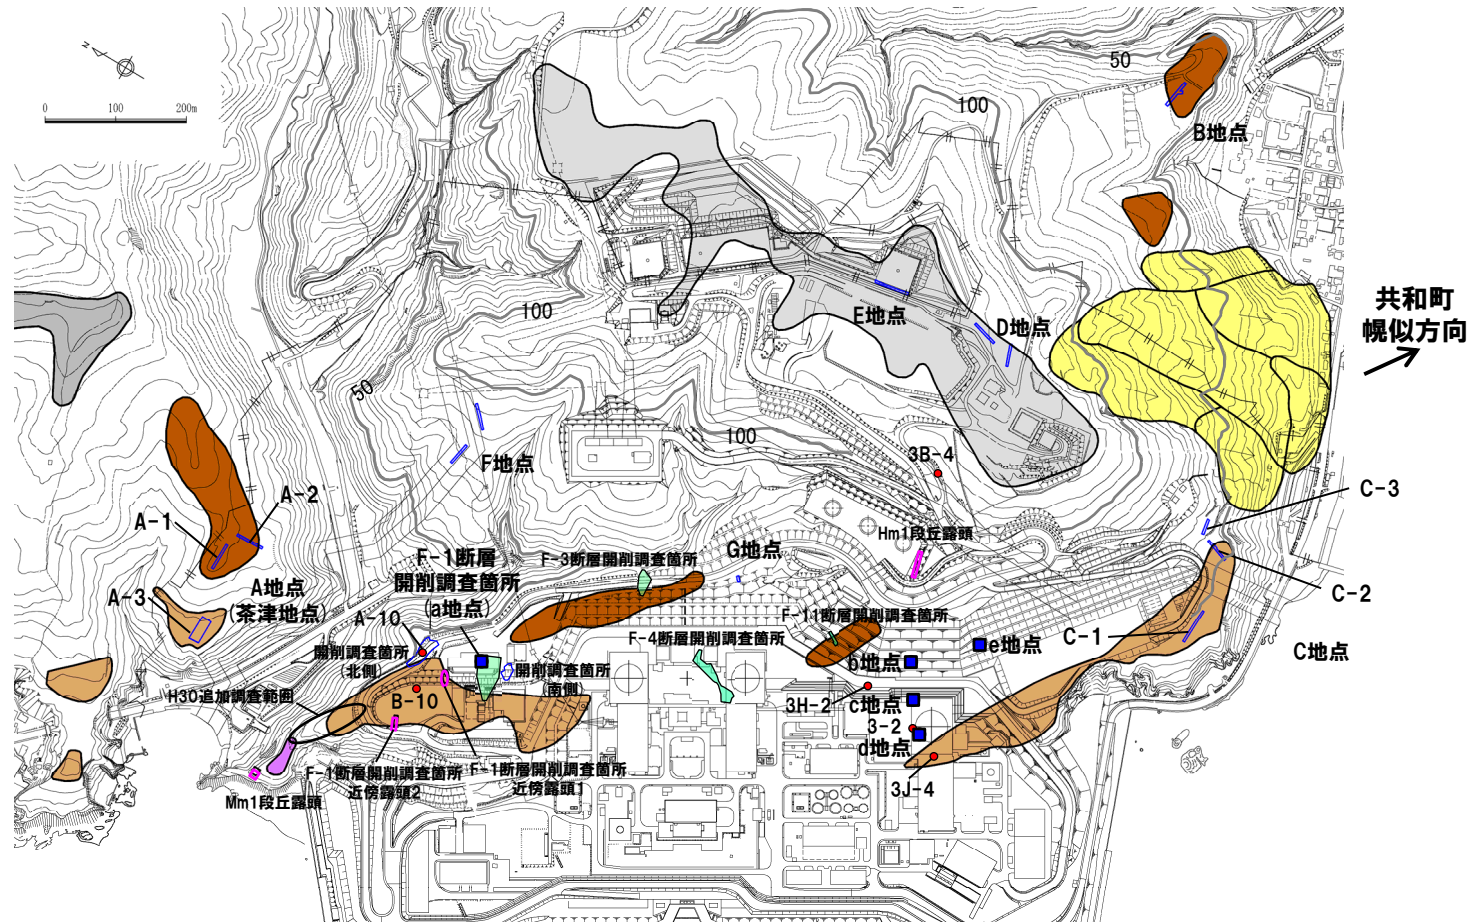 N
0 100 200m
50
100
B地点
共和町
幌似方向
E地点
D地点
100
50
100
3B-4
F地点
C-3
A-2
A-1
Hm1段丘露頭
G地点
F-1断層
開削調査箇所
(a地点)
F-3断層開削調査箇所
A地点
(茶津地点)
A-3
C-2
A-10
F-11断層開削調査箇所
F-4断層開削調査箇所
C-1
e地点
C地点
開削調査箇所
(北側)
b地点
開削調査箇所
(南側)
H30追加調査範囲
B-10
3H-2
c地点
3-2
d地点
F-1断層開削調査箇所
近傍露頭2
F-1断層開削調査箇所
近傍露頭1
3J-4
Mm1段丘露頭